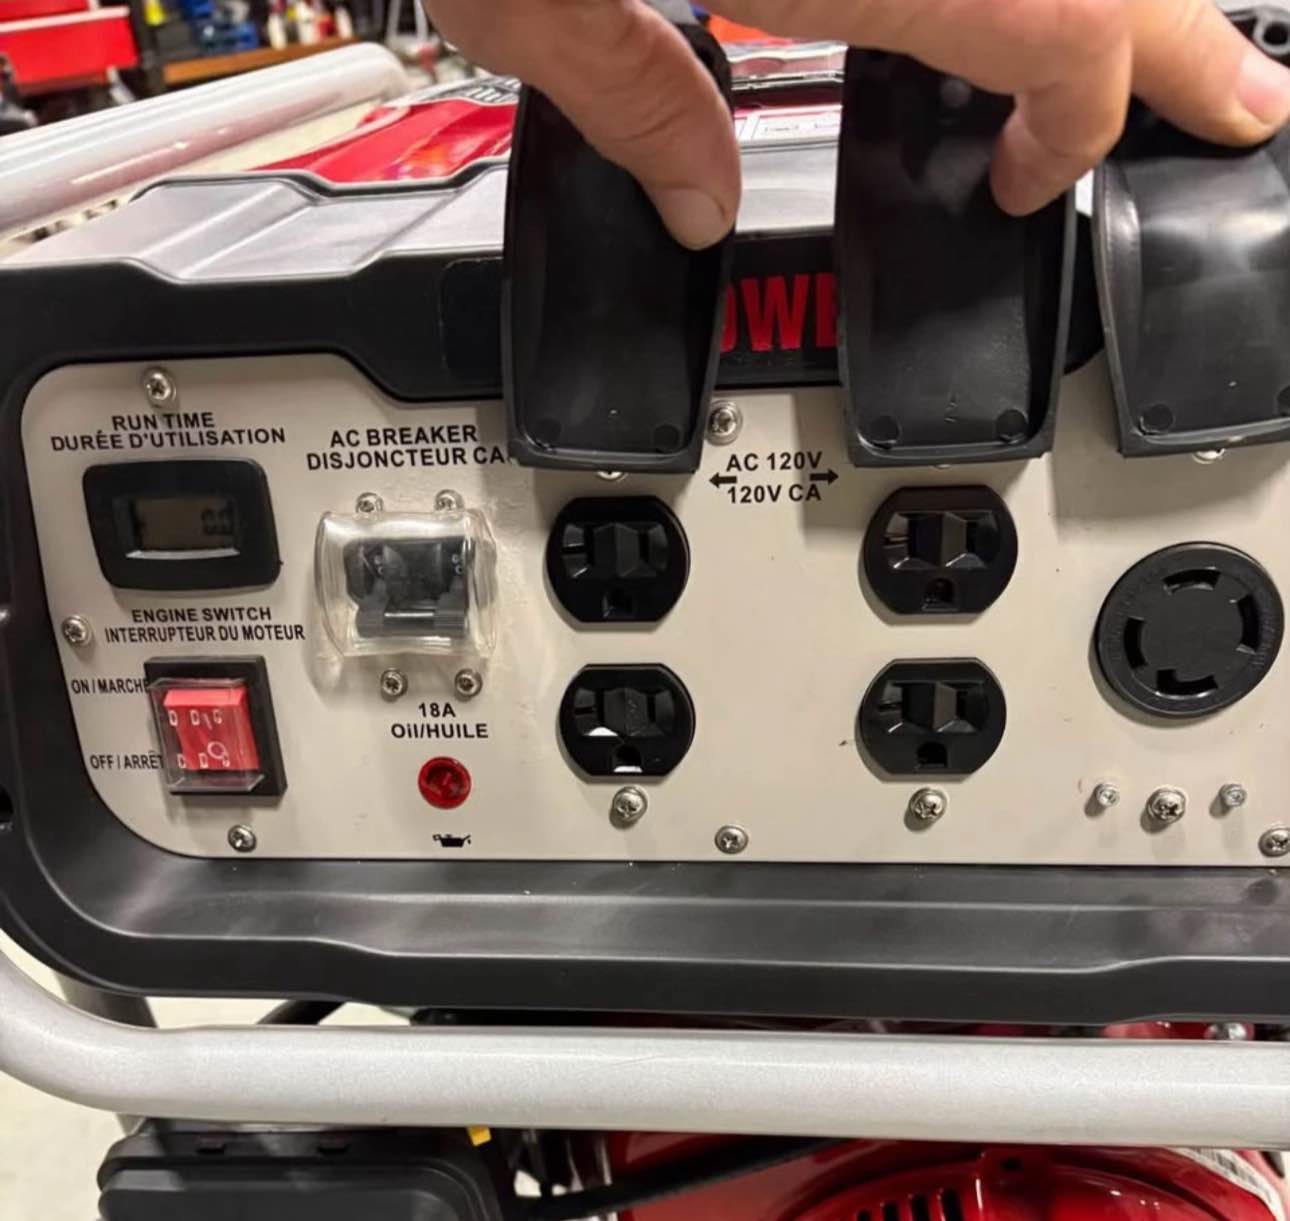 OWE
RUN TIME
DURÉE D'UTILISATION
AC BREAKER
DISJONCTEUR CA
AC 120V
120V CA
ENGINE SWITCH
INTERRUPTEUR DU MOTEUR
ON / MARCHE
OFF / ARRÊT
18A
Oil/HUILE